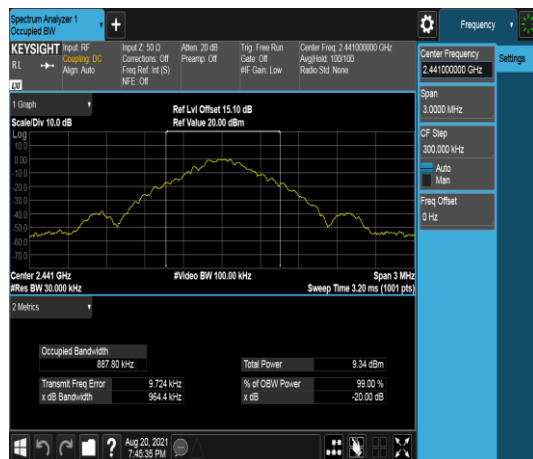 Spectrum Analyzer 1
Occupied BW
+
Frequency
KEYSIGHT
RL
LXI
Input: RF
Coupling: DC
Align: Auto
Input Z: 50 Ω
Corrections: Off
Freq Ref: Int (S)
NFE: Off
Atten: 20 dB
Preamp: Off
Trig: Free Run
Gate: Off
#IF Gain: Low
Center Freq: 2.441000000 GHz
Avg|Hold: 100/100
Radio Std: None
Center Frequency
2.441000000 GHz
Settings
Span
3.0000 MHz
CF Step
300.000 kHz
Auto
Man
Freq Offset
0 Hz
1 Graph
Scale/Div 10.0 dB
Ref Lvl Offset 15.10 dB
Ref Value 20.00 dBm
Log
10.0
0.00
-10.0
-20.0
-30.0
-40.0
-50.0
-60.0
-70.0
Center 2.441 GHz
#Res BW 30.000 kHz
#Video BW 100.00 kHz
Span 3 MHz
Sweep Time 3.20 ms (1001 pts)
2 Metrics
Occupied Bandwidth
887.80 kHz
Total Power 9.34 dBm
Transmit Freq Error 9.724 kHz
% of OBW Power 99.00 %
x dB Bandwidth 964.4 kHz
x dB -20.00 dB
?
Aug 20, 2021
7:45:35 PM